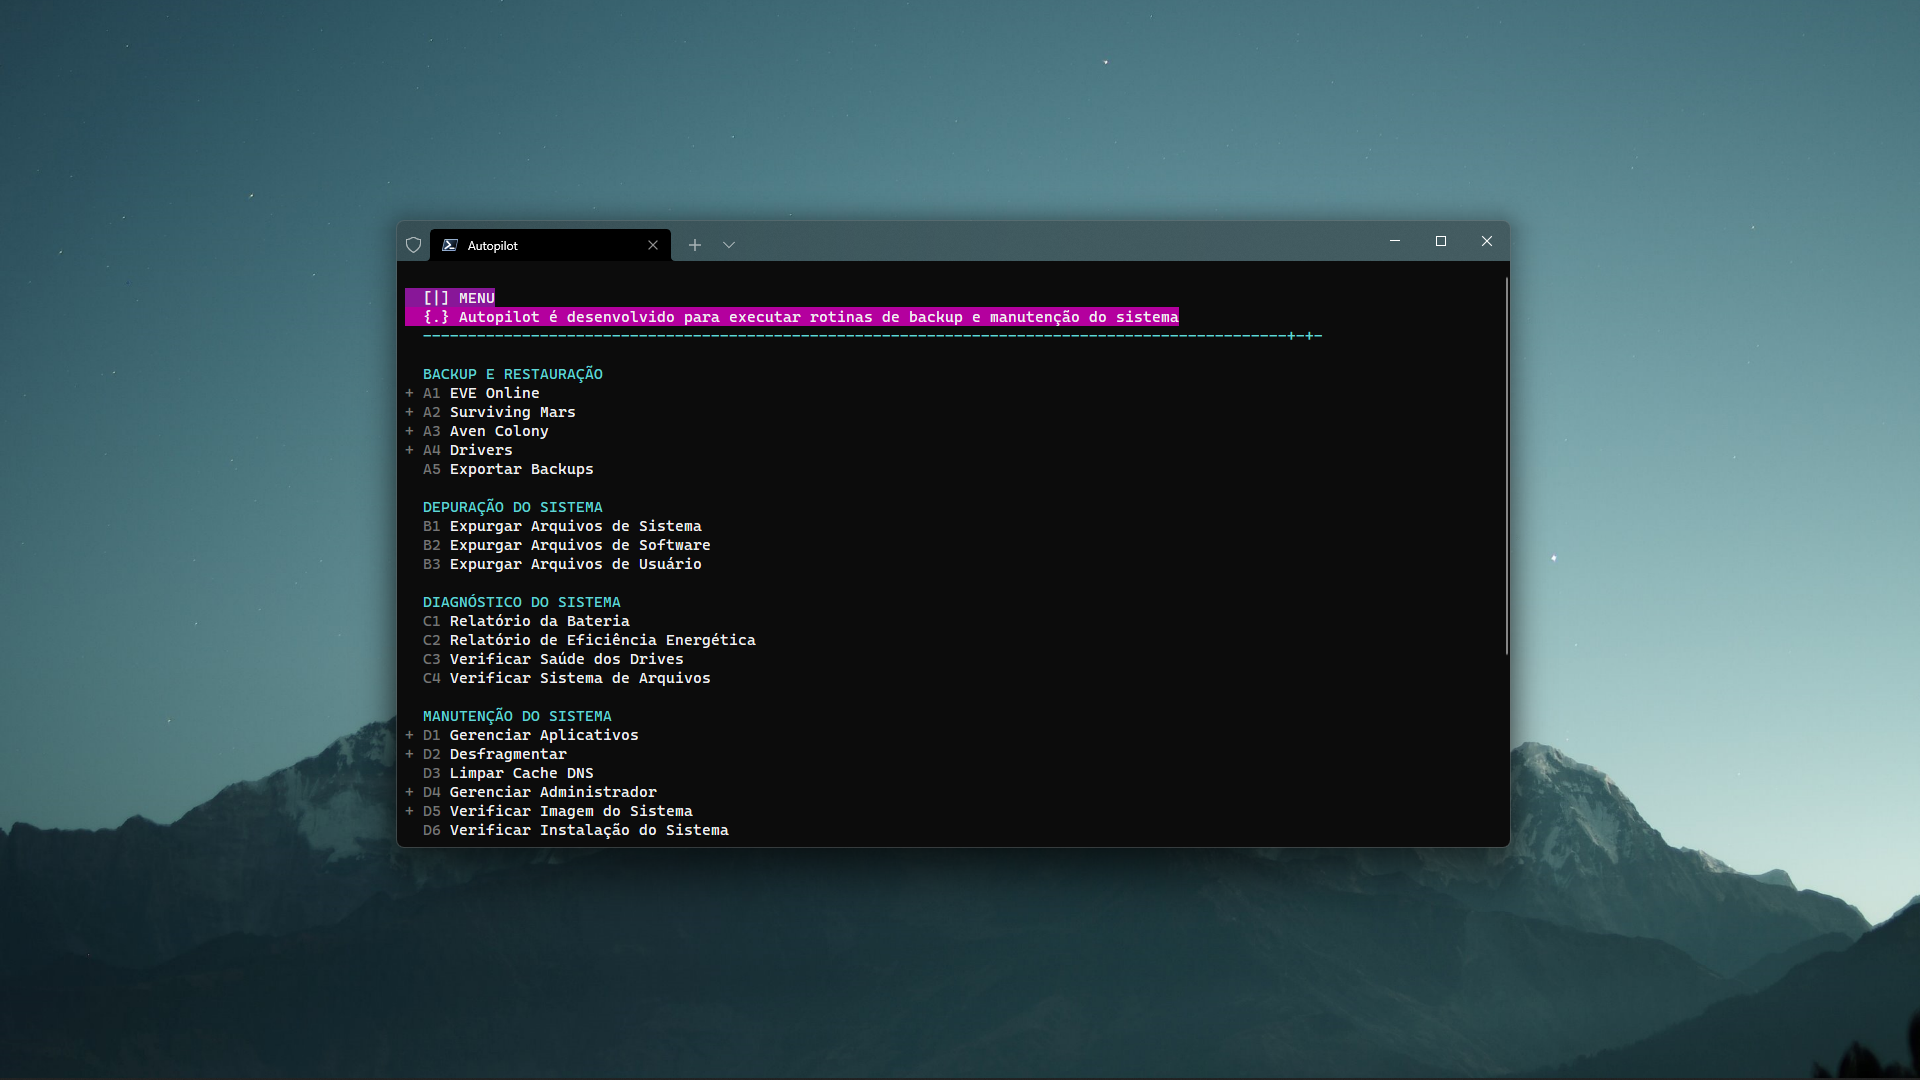 Autopilot
[|] MENU
{.} Autopilot é desenvolvido para executar rotinas de backup e manutenção do sistema
------------------------------------------------------------------------------------------------+-+-
BACKUP E RESTAURAÇÃO
+ A1 EVE Online
+ A2 Surviving Mars
+ A3 Aven Colony
+ A4 Drivers
A5 Exportar Backups
DEPURAÇÃO DO SISTEMA
B1 Expurgar Arquivos de Sistema
B2 Expurgar Arquivos de Software
B3 Expurgar Arquivos de Usuário
DIAGNÓSTICO DO SISTEMA
C1 Relatório da Bateria
C2 Relatório de Eficiência Energética
C3 Verificar Saúde dos Drives
C4 Verificar Sistema de Arquivos
MANUTENÇÃO DO SISTEMA
+ D1 Gerenciar Aplicativos
+ D2 Desfragmentar
D3 Limpar Cache DNS
+ D4 Gerenciar Administrador
+ D5 Verificar Imagem do Sistema
D6 Verificar Instalação do Sistema